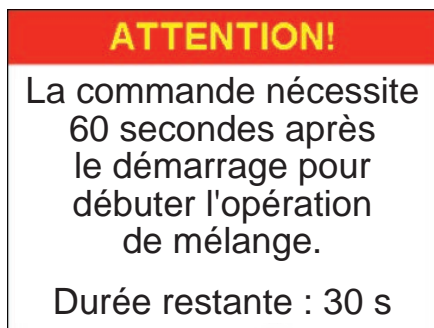 ATTENTION!
La commande nécessite
60 secondes après
le démarrage pour
débuter l'opération
de mélange.
Durée restante : 30 s